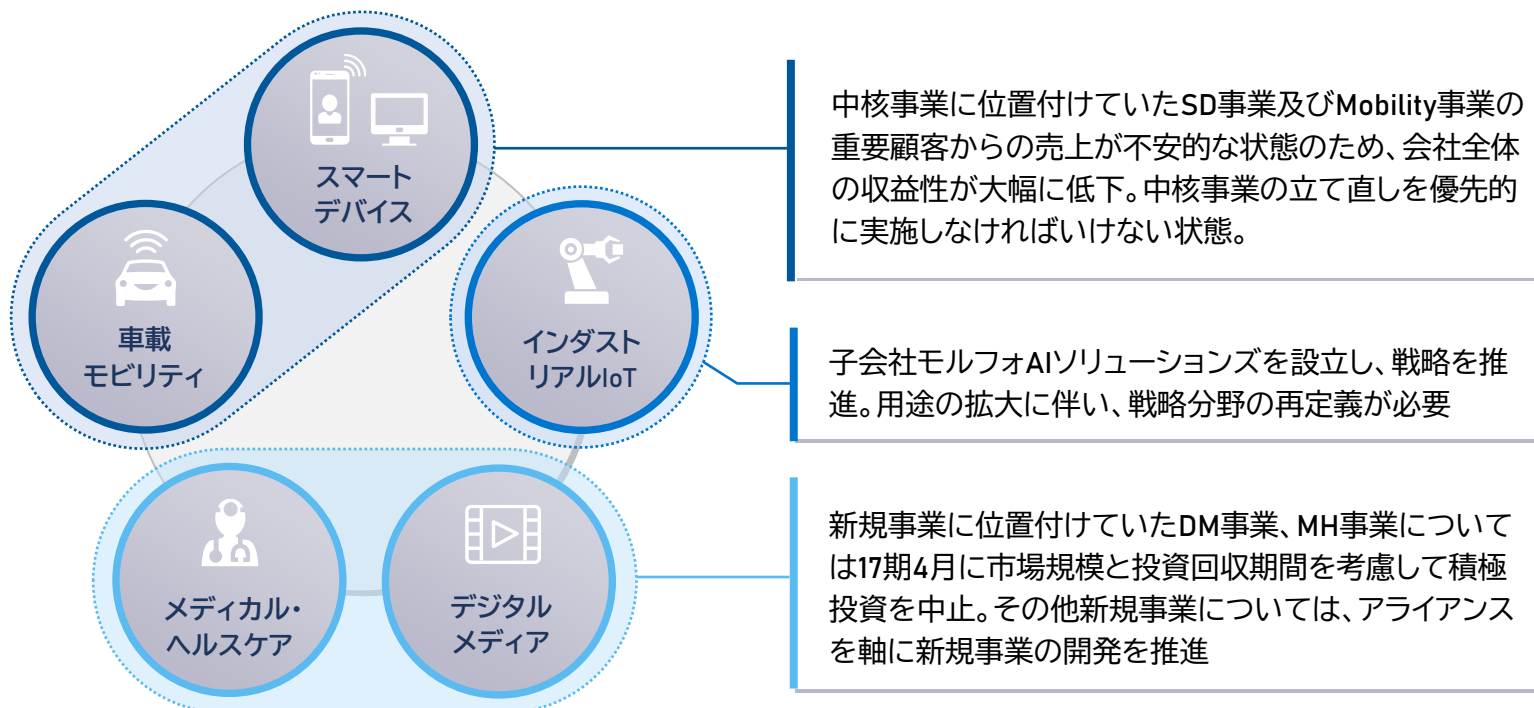 スマート
デバイス
車載
モビリティ
インダスト
リアルIoT
メディカル・
ヘルスケア
デジタル
メディア
中核事業に位置付けていたSD事業及びMobility事業の
重要顧客からの売上が不安的な状態のため、会社全体
の収益性が大幅に低下。中核事業の立て直しを優先的
に実施しなければいけない状態。
子会社モルフォAIソリューションズを設立し、戦略を推
進。用途の拡大に伴い、戦略分野の再定義が必要
新規事業に位置付けていたDM事業、MH事業について
は17期4月に市場規模と投資回収期間を考慮して積極
投資を中止。その他新規事業については、アライアンス
を軸に新規事業の開発を推進